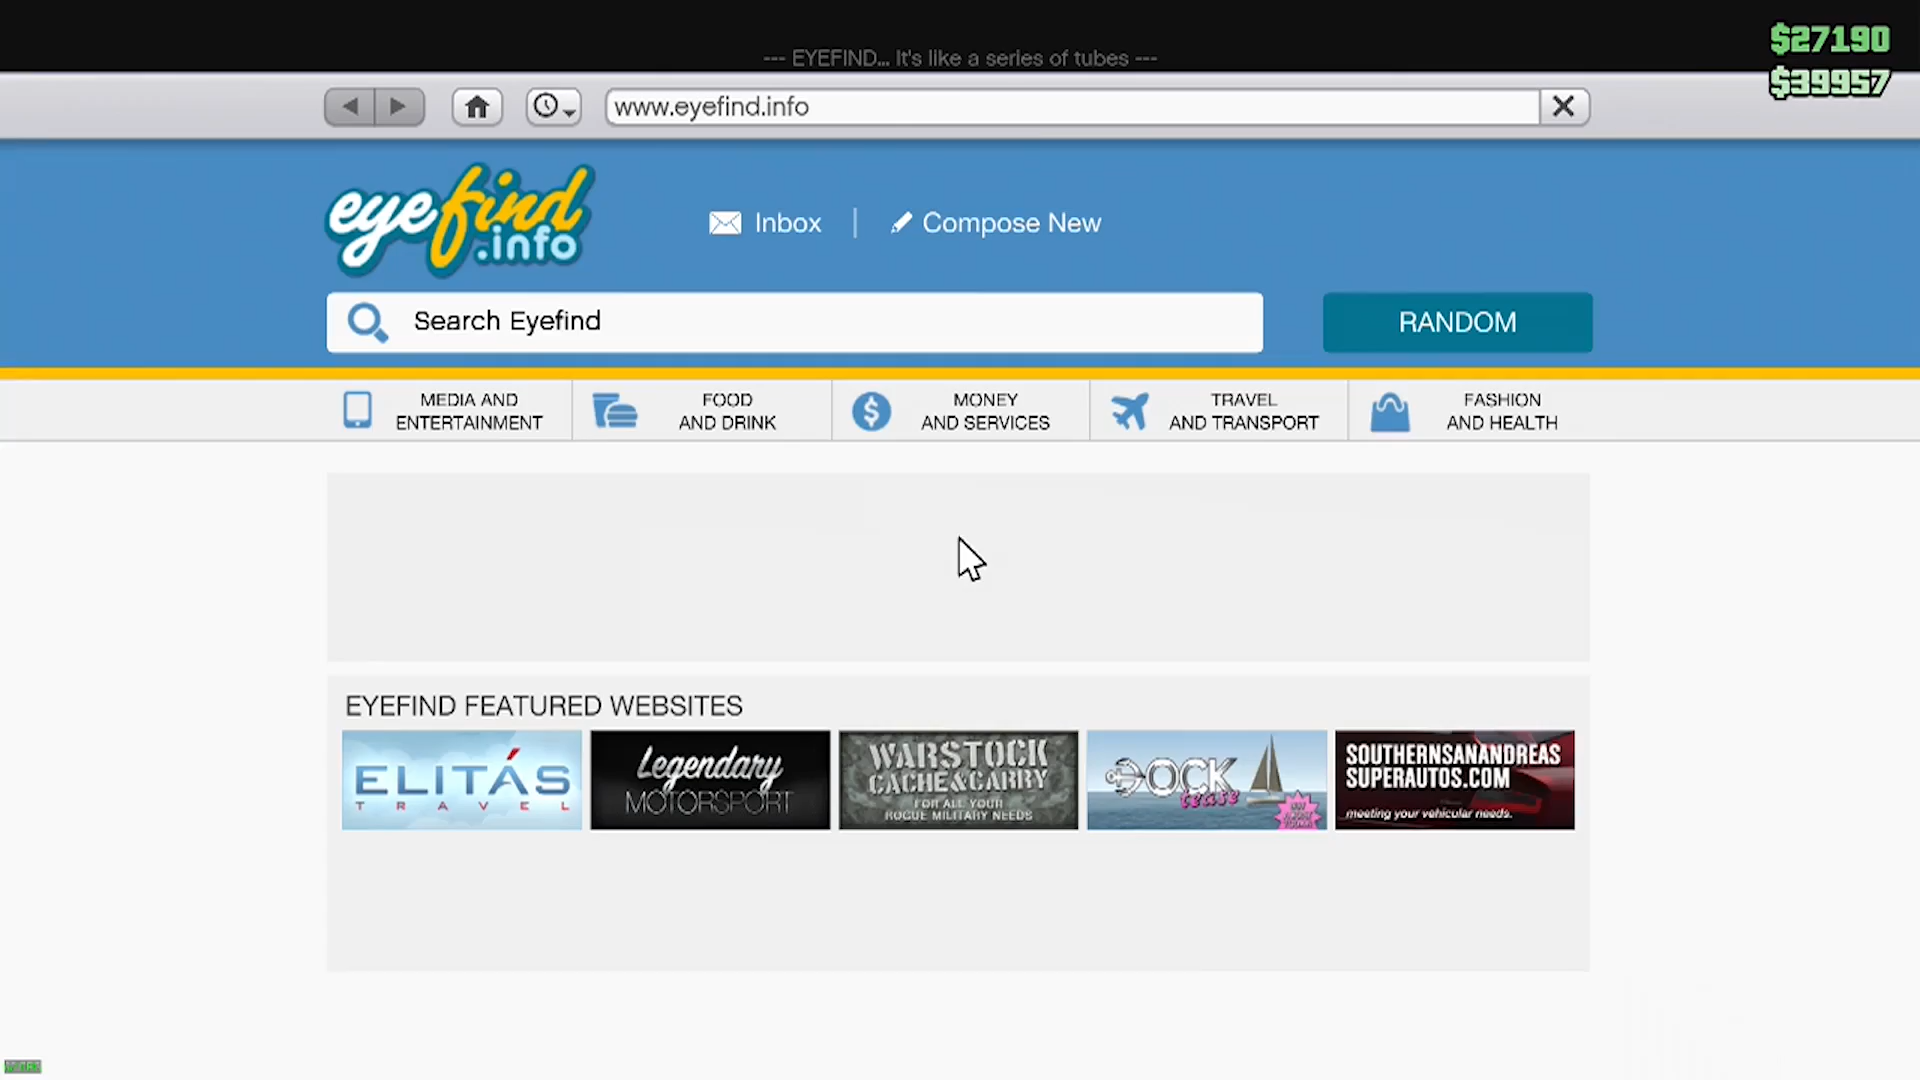 --- EYEFIND... It's like a series of tubes ---
$27190
$39957
www.eyefind.info
eyefind
.info
Inbox
Compose New
Search Eyefind
RANDOM
MEDIA AND
ENTERTAINMENT
FOOD
AND DRINK
MONEY
AND SERVICES
TRAVEL
AND TRANSPORT
FASHION
AND HEALTH
EYEFIND FEATURED WEBSITES
ELITÁS
TRAVEL
Legendary
MOTORSPORT
WARSTOCK
CACHE&CARRY
FOR ALL YOUR
ROGUE MILITARY NEEDS
DOCK
tease
SOUTHERNSANANDREAS
SUPERAUTOS.COM
meeting your vehicular needs.